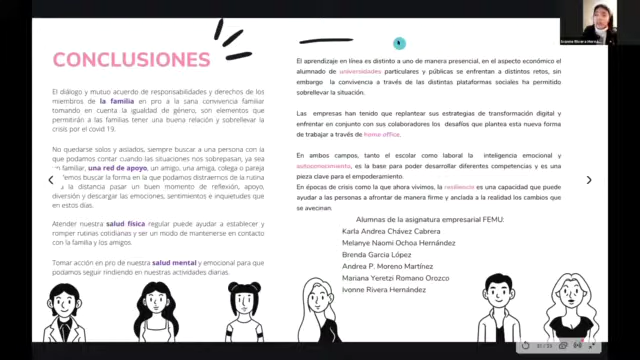 CONCLUSIONES
El diálogo y mutuo acuerdo de responsabilidades y derechos de los
miembros de la familia en pro a la sana convivencia familiar
tomando en cuenta la igualdad de género, son elementos que
permitirán a las familias tener una buena relación y sobrellevar la
crisis por el covid 19.
No quedarse solos y aislados, siempre buscar a una persona con la
que podamos contar cuando las situaciones nos sobrepasan, ya sea
un familiar, una red de apoyo, un amigo, una amiga, colega o pareja
demos buscar la forma en la que podamos distraernos de la rutina
la distancia pasar un buen momento de reflexión, apoyo,
diversión y descargar las emociones, sentimientos e inquietudes que
en estos días.
Atender nuestra salud física regular puede ayudar a establecer y
romper rutinas cotidianas y ser un modo de mantenerse en contacto
con la familia y los amigos.
Tomar acción en pro de nuestra salud mental y emocional para que
podamos seguir rindiendo en nuestras actividades diarias.
El aprendizaje en línea es distinto a uno de manera presencial, en el aspecto económico el
alumnado de universidades particulares y públicas se enfrentan a distintos retos, sin
embargo la convivencia a través de las distintas plataformas sociales ha permitido
sobrellevar la situación.
Las empresas han tenido que replantear sus estrategias de transformación digital y
enfrentar en conjunto con sus colaboradores los desafíos que plantea esta nueva forma
de trabajar a través de home office.
En ambos campos, tanto el escolar como laboral la inteligencia emocional y
autoconocimiento, es la base para poder desarrollar diferentes competencias y es una
pieza clave para el empoderamiento.
En épocas de crisis como la que ahora vivimos, la resiliencia es una capacidad que puede
ayudar a las personas a afrontar de manera firme y anclada a la realidad los cambios que
se avecinan.
Alumnas de la asignatura empresarial FEMU:
Karla Andrea Chávez Cabrera
Melanye Naomi Ochoa Hernández
Brenda Garcia López
Andrea P. Moreno Martínez
Mariana Yeretzi Romano Orozco
Ivonne Rivera Hernández
Ivonne Rivera